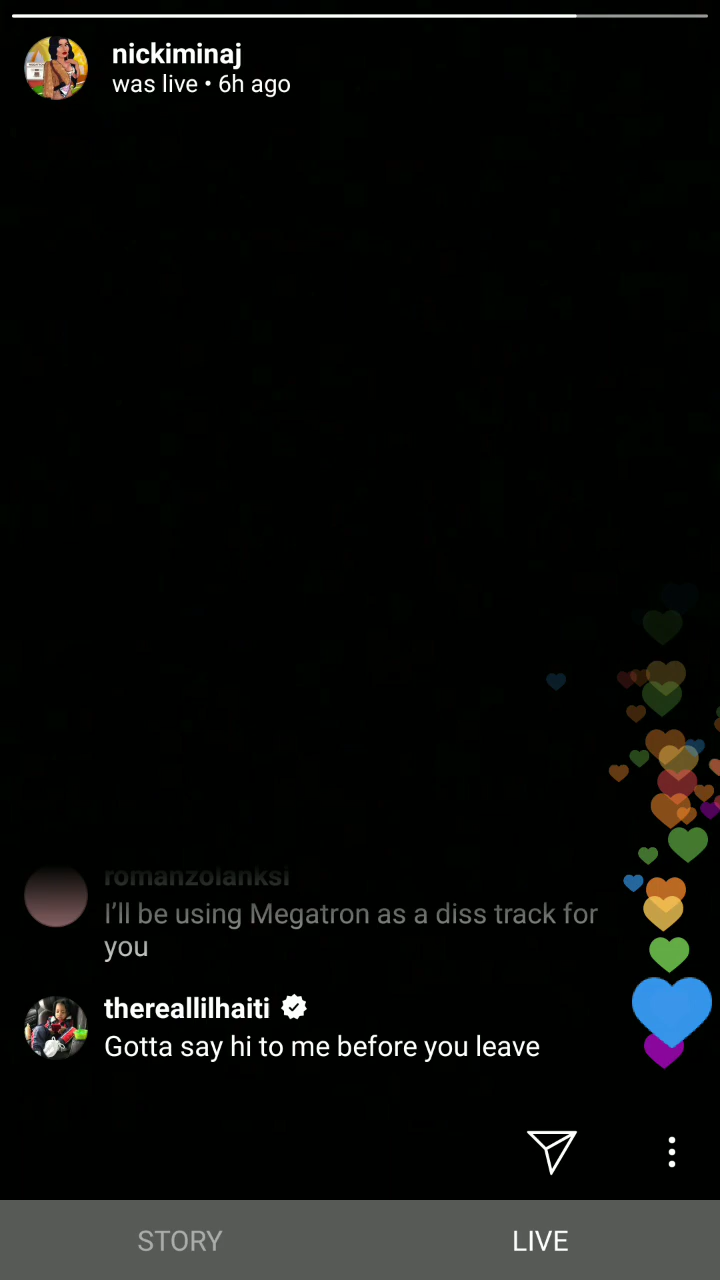 nickiminaj
was live • 6h ago
romanzolanksi
I'll be using Megatron as a diss track for
you
thereallilhaiti
Gotta say hi to me before you leave
STORY
LIVE